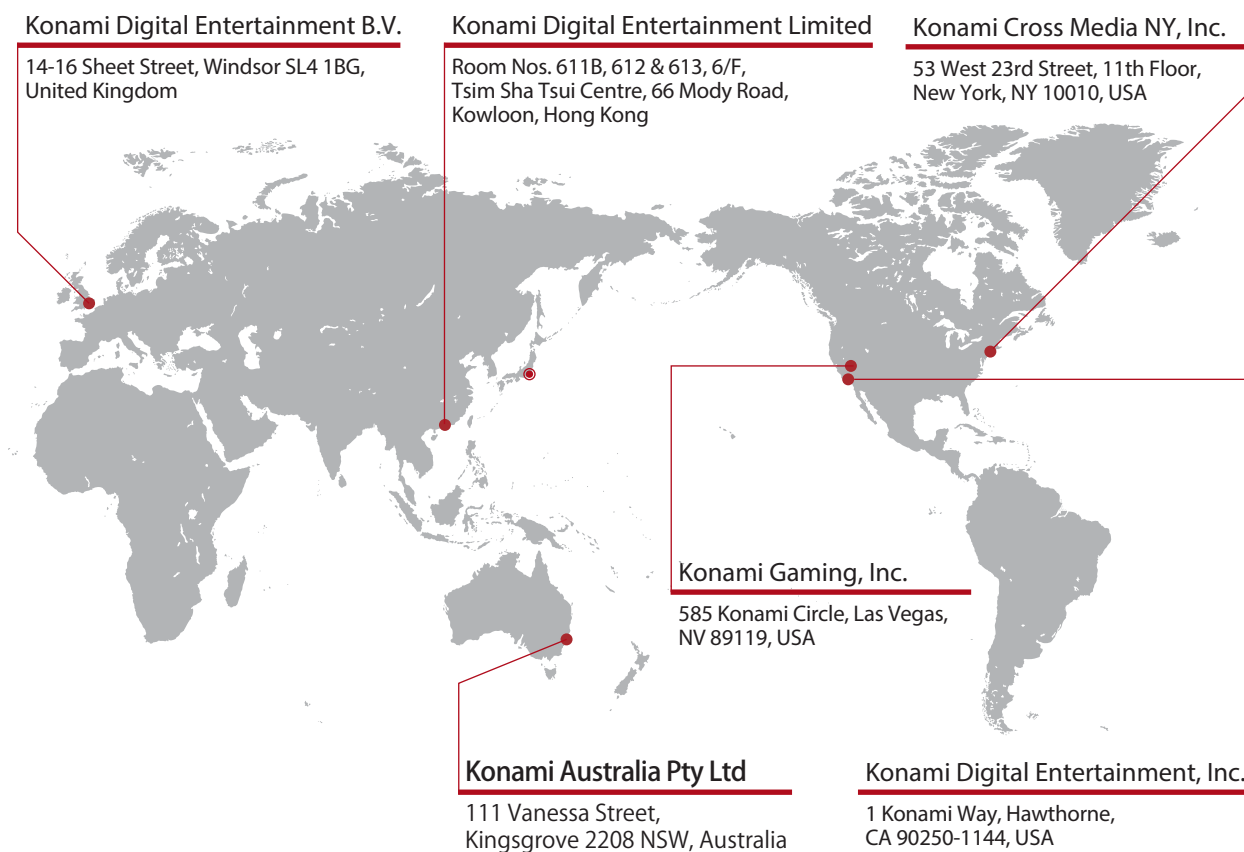 Konami Digital Entertainment B.V.
14-16 Sheet Street, Windsor SL4 1BG,
United Kingdom
Konami Digital Entertainment Limited
Room Nos. 611B, 612 & 613, 6/F,
Tsim Sha Tsui Centre, 66 Mody Road,
Kowloon, Hong Kong
Konami Cross Media NY, Inc.
53 West 23rd Street, 11th Floor,
New York, NY 10010, USA
Konami Gaming, Inc.
585 Konami Circle, Las Vegas,
NV 89119, USA
Konami Australia Pty Ltd
111 Vanessa Street,
Kingsgrove 2208 NSW, Australia
Konami Digital Entertainment, Inc.
1 Konami Way, Hawthorne,
CA 90250-1144, USA